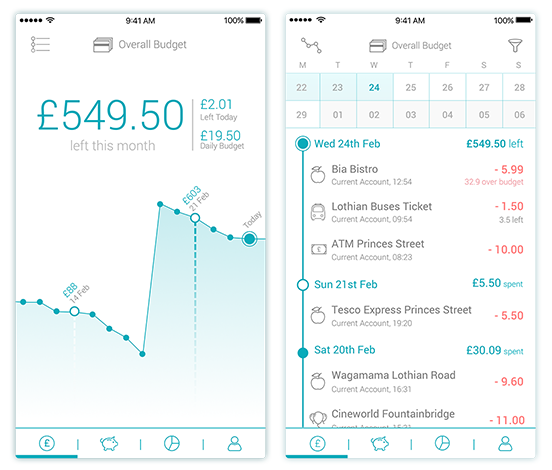 9:41 AM
100%
Overall Budget
£549.50
left this month
£2.01
Left Today
£19.50
Daily Budget
£603
21 Feb
Today
£88
14 Feb
£
9:41 AM
100%
Overall Budget
M T W T F S S
22 23 24 25 26 27 28
29 01 02 03 04 05 06
Wed 24th Feb £549.50 left
Bia Bistro - 5.99
Current Account, 12:54 32.9 over budget
Lothian Buses Ticket - 1.50
Current Account, 09:54 3.5 left
£
ATM Princes Street - 10.00
Current Account, 08:23
Sun 21st Feb £5.50 spent
Tesco Express Princes Street - 5.50
Current Account, 19:20
Sat 20th Feb £30.09 spent
Wagamama Lothian Road - 9.60
Current Account, 16:31
Cineworld Fountainbridge - 11.00
Current Account, 16:31
£